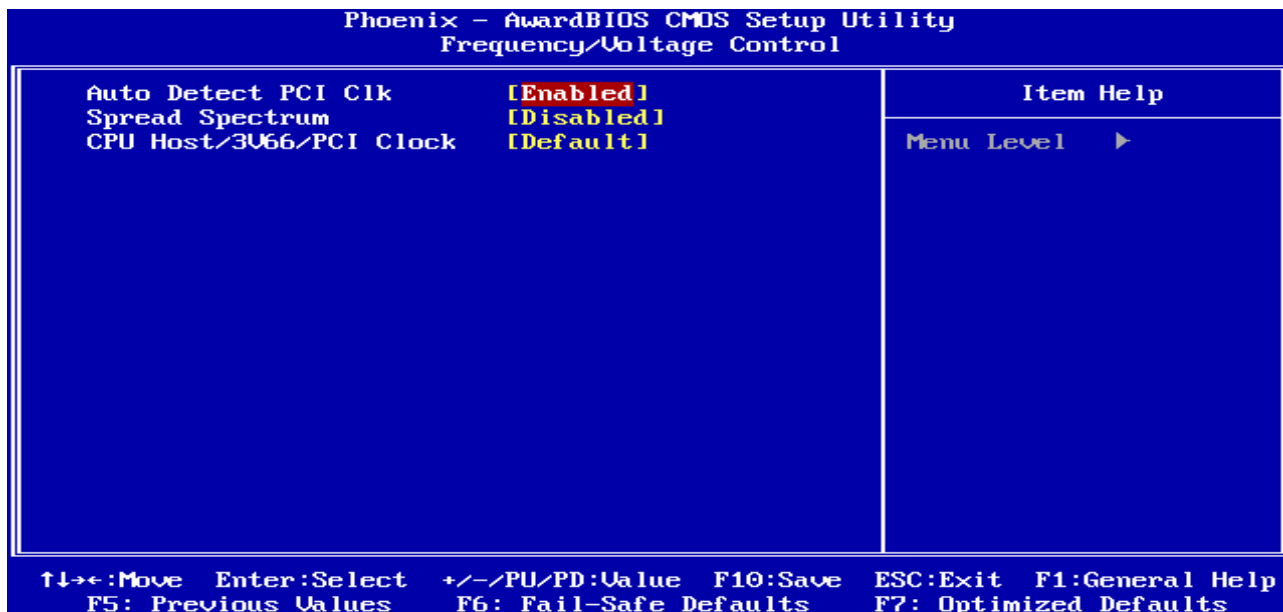 Phoenix - AwardBIOS CMOS Setup Utility
Frequency/Voltage Control
Auto Detect PCI Clk [Enabled]
Spread Spectrum [Disabled]
CPU Host/3V66/PCI Clock [Default]
Item Help
Menu Level ▶
↑↓→←:Move Enter:Select +/-/PU/PD:Value F10:Save ESC:Exit F1:General Help
F5: Previous Values F6: Fail-Safe Defaults F7: Optimized Defaults